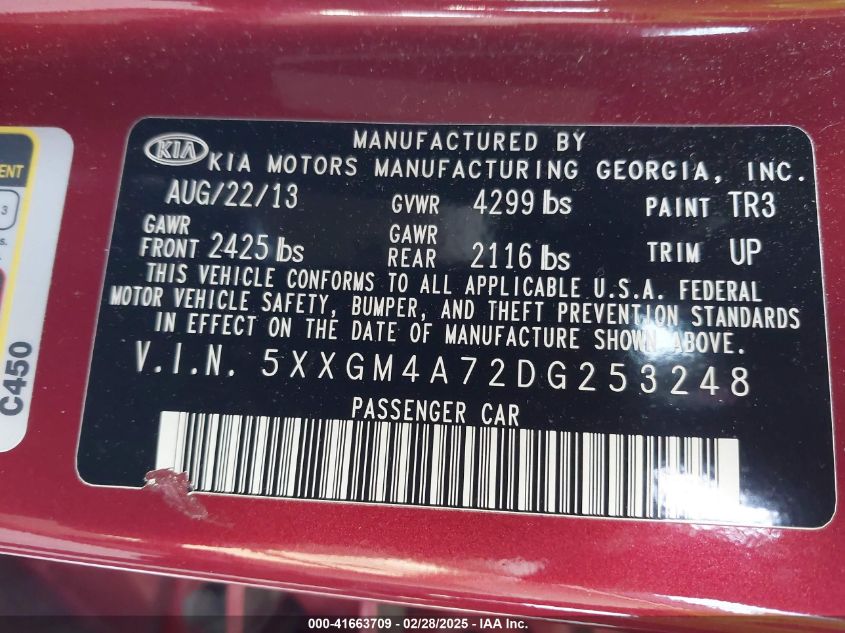 KIA
MANUFACTURED BY
KIA MOTORS MANUFACTURING GEORGIA, INC.
AUG/22/13 GVWR 4299 lbs PAINT TR3
GAWR FRONT 2425 lbs GAWR REAR 2116 lbs TRIM UP
THIS VEHICLE CONFORMS TO ALL APPLICABLE U.S.A. FEDERAL
MOTOR VEHICLE SAFETY, BUMPER, AND THEFT PREVENTION STANDARDS
IN EFFECT ON THE DATE OF MANUFACTURE SHOWN ABOVE.
V.I.N. 5XXGM4A72DG253248
PASSENGER CAR
C450
000-41663709 - 02/28/2025 - IAA Inc.